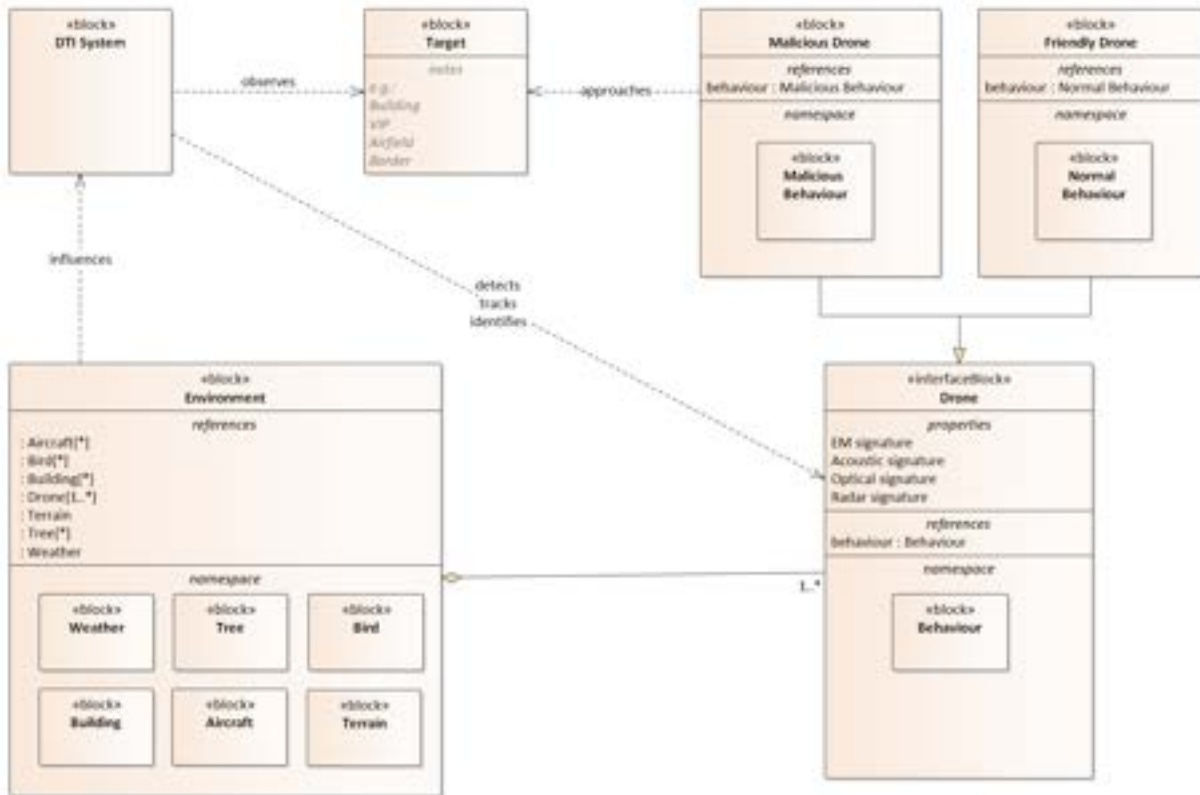 «block»
DTI System
«block»
Target
notes
e.g.:
Building
VIP
Airfield
Border
«block»
Malicious Drone
references
behaviour : Malicious Behaviour
namespace
«block»
Malicious
Behaviour
«block»
Friendly Drone
references
behaviour : Normal Behaviour
namespace
«block»
Normal
Behaviour
observes
approaches
influences
detects
tracks
identifies
«block»
Environment
references
: Aircraft[*]
: Bird[*]
: Building[*]
: Drone[1..*]
: Terrain
: Tree[*]
: Weather
namespace
«block»
Weather
«block»
Tree
«block»
Bird
«block»
Building
«block»
Aircraft
«block»
Terrain
1..*
«interfaceBlock»
Drone
properties
EM signature
Acoustic signature
Optical signature
Radar signature
references
behaviour : Behaviour
namespace
«block»
Behaviour